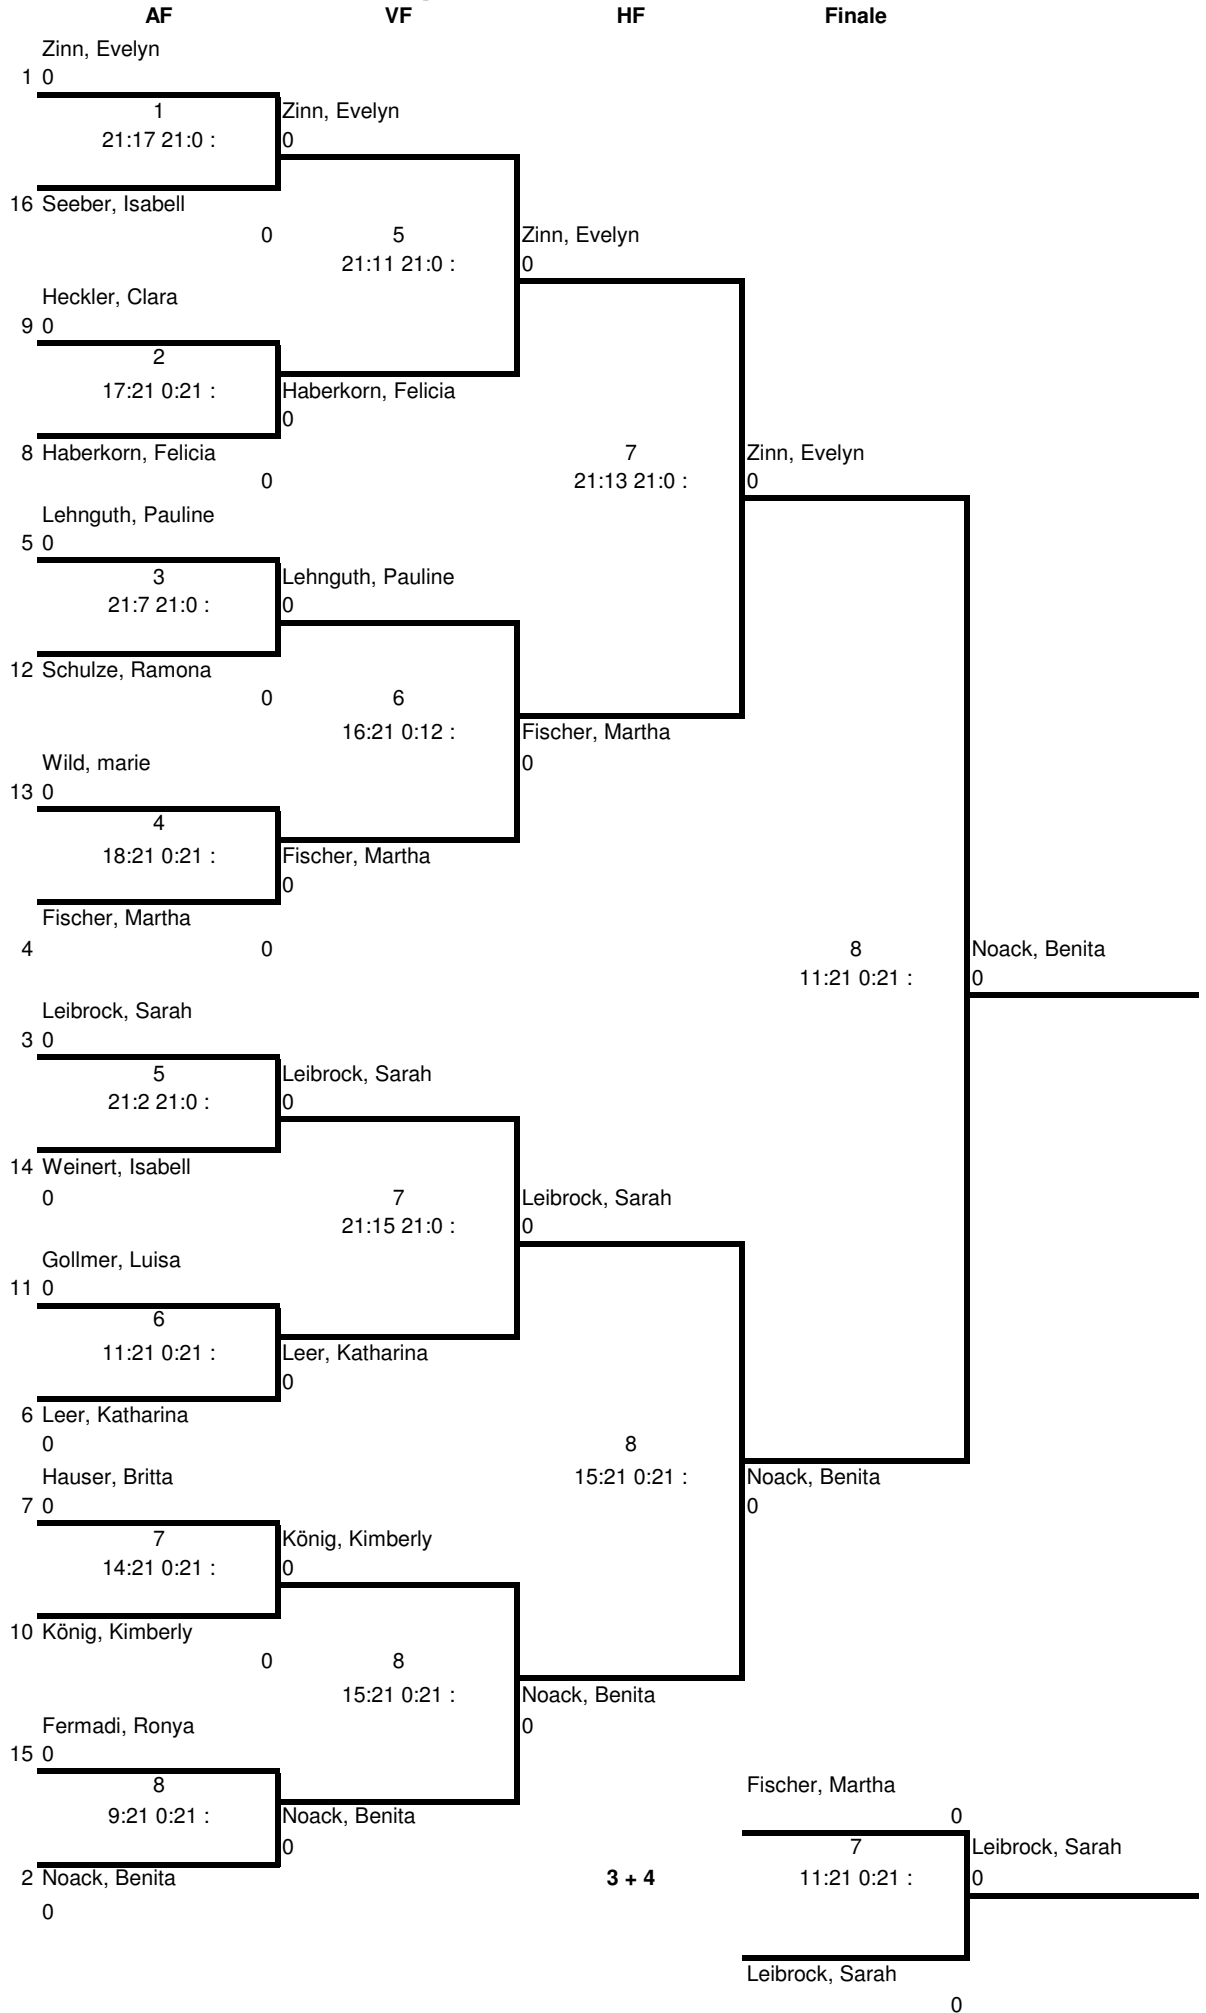 AF VF HF Finale
Zinn, Evelyn
1 0
1 Zinn, Evelyn
21:17 21:0 : 0
16 Seeber, Isabell
0 5 Zinn, Evelyn
21:11 21:0 : 0
Heckler, Clara
9 0
2
17:21 0:21 : Haberkorn, Felicia
0
8 Haberkorn, Felicia 7 Zinn, Evelyn
0 21:13 21:0 : 0
Lehnguth, Pauline
5 0
3 Lehnguth, Pauline
21:7 21:0 : 0
12 Schulze, Ramona
0 6
16:21 0:12 : Fischer, Martha
Wild, marie 0
13 0
4
18:21 0:21 : Fischer, Martha
0
Fischer, Martha
4 0 8 Noack, Benita
11:21 0:21 : 0
Leibrock, Sarah
3 0
5 Leibrock, Sarah
21:2 21:0 : 0
14 Weinert, Isabell
0 7 Leibrock, Sarah
21:15 21:0 : 0
Gollmer, Luisa
11 0
6
11:21 0:21 : Leer, Katharina
0
6 Leer, Katharina
0 8
Hauser, Britta 15:21 0:21 : Noack, Benita
7 0 0
7 König, Kimberly
14:21 0:21 : 0
10 König, Kimberly
0 8
15:21 0:21 : Noack, Benita
Fermadi, Ronya 0
15 0
8 Fischer, Martha
9:21 0:21 : Noack, Benita 0
0 7 Leibrock, Sarah
2 Noack, Benita 3 + 4 11:21 0:21 : 0
0
Leibrock, Sarah
0